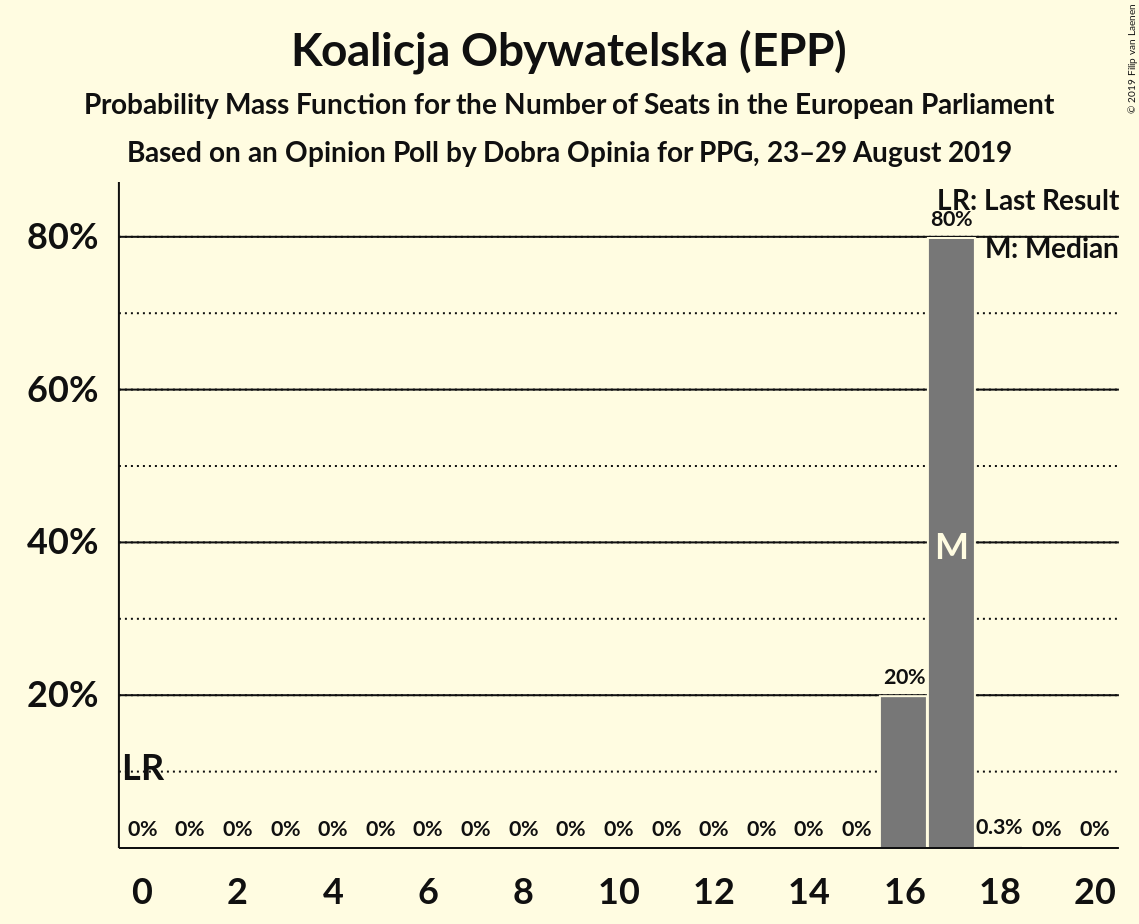 Koalicja Obywatelska (EPP)
Probability Mass Function for the Number of Seats in the European Parliament
Based on an Opinion Poll by Dobra Opinia for PPG, 23–29 August 2019
© 2019 Filip van Laenen
LR: Last Result
M: Median
80%
60%
40%
20%
80%
M
20%
LR
0% 0% 0% 0% 0% 0% 0% 0% 0% 0% 0% 0% 0% 0% 0% 0% 0.3% 0% 0%
0 2 4 6 8 10 12 14 16 18 20